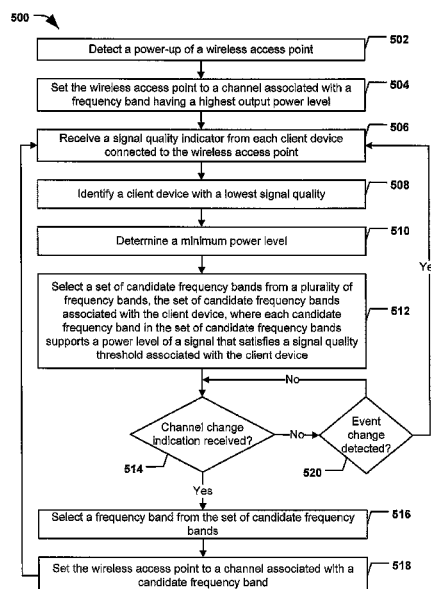 500
Detect a power-up of a wireless access point
502
Set the wireless access point to a channel associated with a
frequency band having a highest output power level
504
506
Receive a signal quality indicator from each client device
connected to the wireless access point
Identify a client device with a lowest signal quality
508
Determine a minimum power level
510
Select a set of candidate frequency bands from a plurality of
frequency bands, the set of candidate frequency bands
associated with the client device, where each candidate
frequency band in the set of candidate frequency bands
supports a power level of a signal that satisfies a signal quality
threshold associated with the client device
512
No
Channel change
indication received?
514
No
Event
change
detected?
520
Yes
Select a frequency band from the set of candidate frequency
bands
516
Set the wireless access point to a channel associated with a
candidate frequency band
518